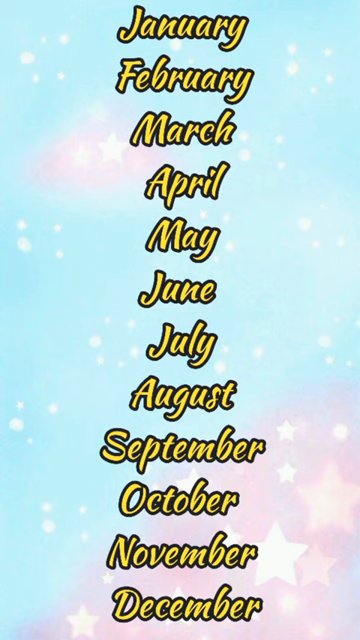 January
February
March
April
May
June
July
August
September
October
November
December